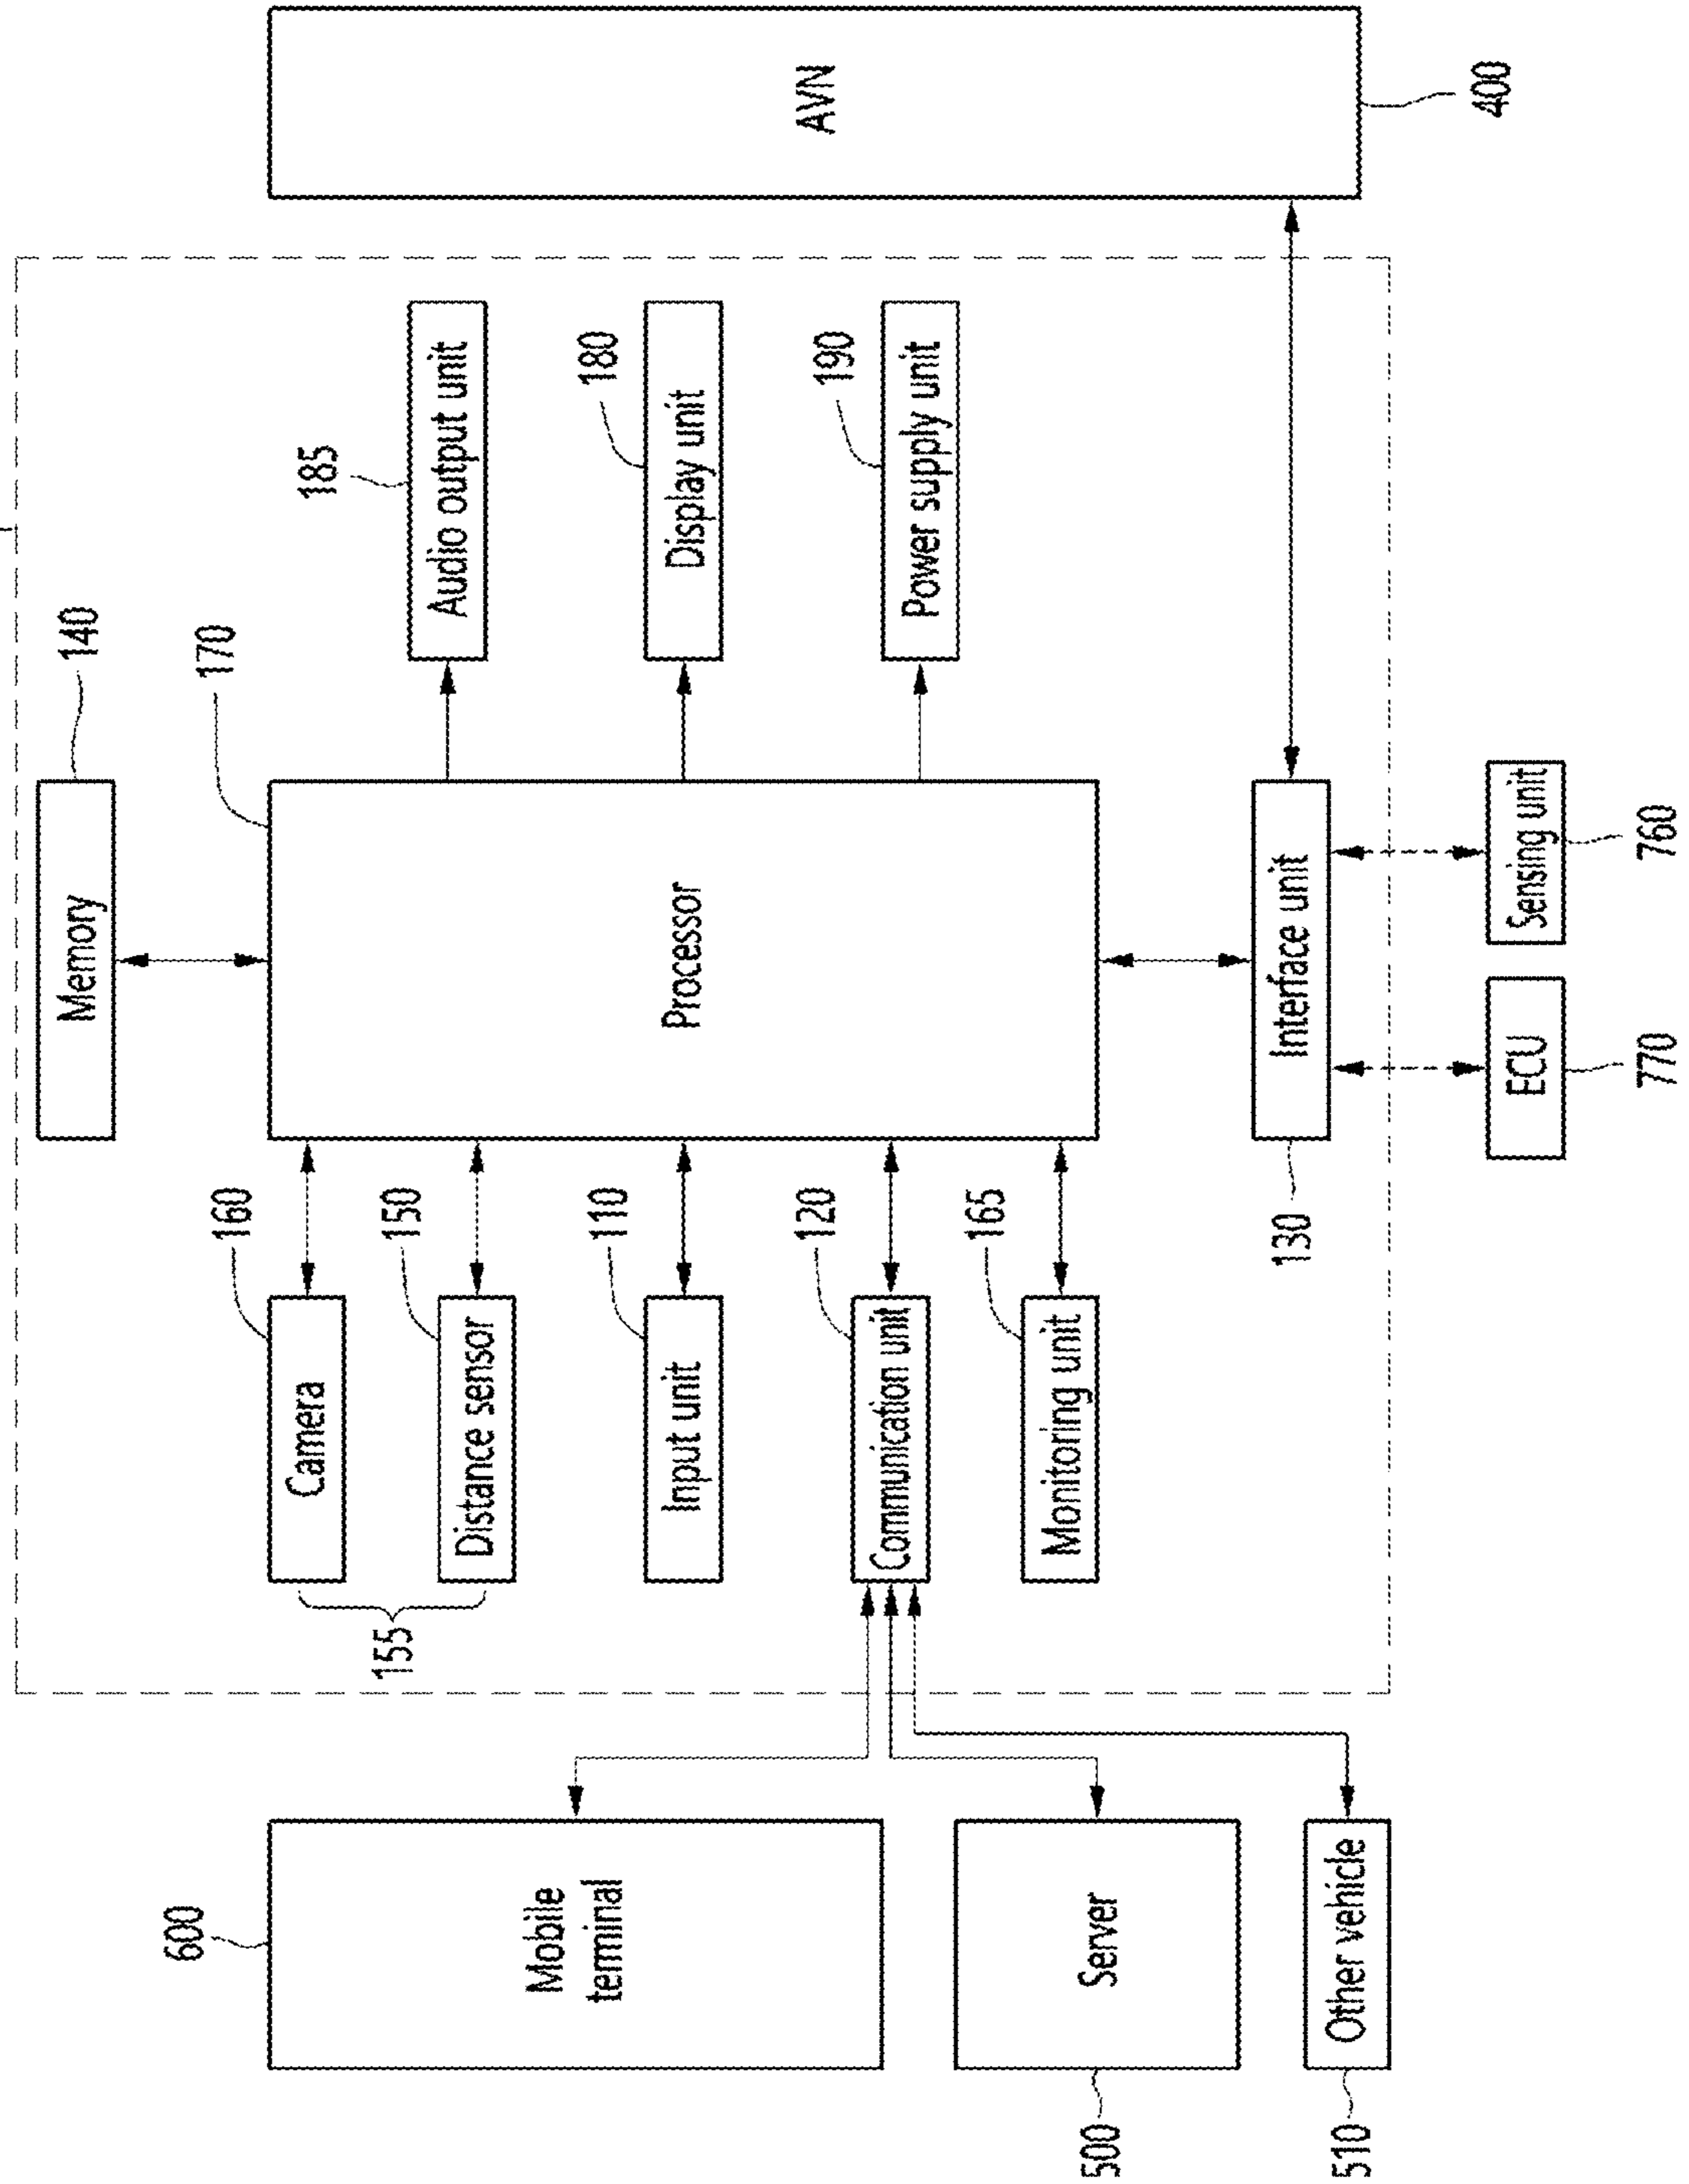 600
Mobile
terminal
Server
500
Other vehicle
510
155
Camera
160
Distance sensor
150
Input unit
110
Communication unit
120
Monitoring unit
165
Memory
140
Processor
170
Interface unit
130
ECU
770
Sensing unit
760
185
Audio output unit
180
Display unit
190
Power supply unit
AVN
400